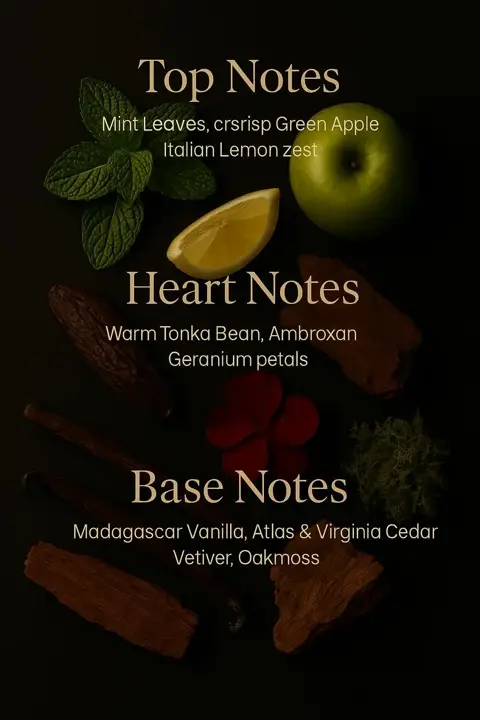 Top Notes
Mint Leaves, crsrisp Green Apple
Italian Lemon zest
Heart Notes
Warm Tonka Bean, Ambroxan
Geranium petals
Base Notes
Madagascar Vanilla, Atlas & Virginia Cedar
Vetiver, Oakmoss